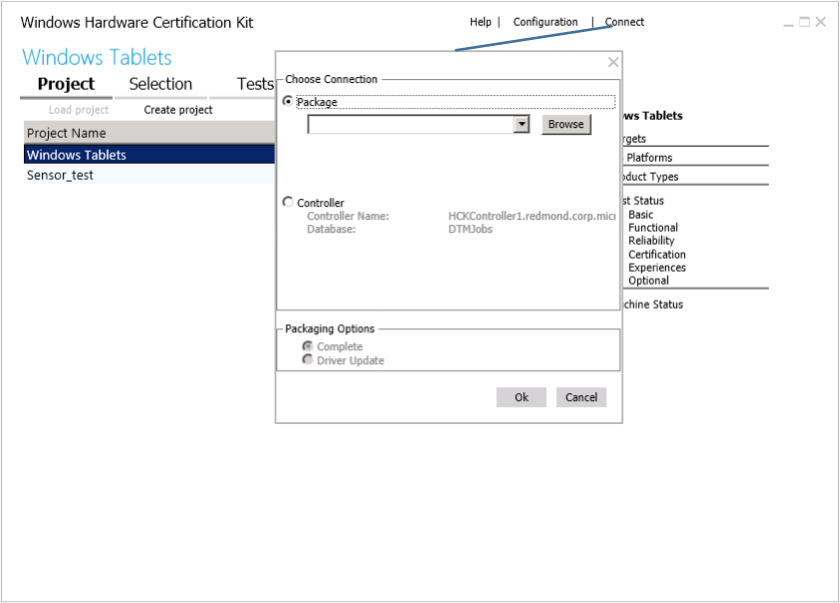 Windows Hardware Certification Kit
Help | Configuration | Connect
Windows Tablets
Project Selection Tests
Load project Create project
Project Name
Windows Tablets
Sensor_test
Choose Connection
Package
Browse
Controller
Controller Name: HCKController1.redmond.corp.micr
Database: DTMJobs
Packaging Options
Complete
Driver Update
Ok Cancel
ws Tablets
rgets
Platforms
oduct Types
st Status
Basic
Functional
Reliability
Certification
Experiences
Optional
chine Status